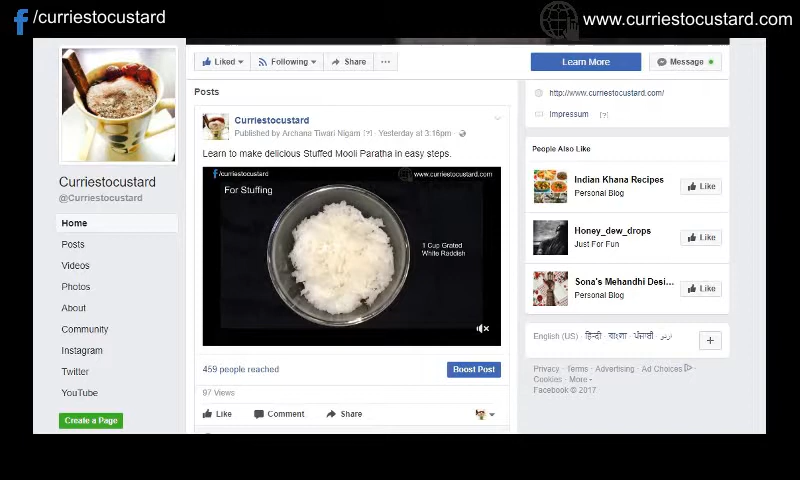 /curriestocustard
www.curriestocustard.com
Liked
Following
Share
Learn More
Message
Posts
Curriestocustard
Published by Archana Tiwari Nigam [?] · Yesterday at 3:16pm ·
Learn to make delicious Stuffed Mooli Paratha in easy steps.
/curriestocustard
www.curriestocustard.com
For Stuffing
1 Cup Grated
White Raddish
459 people reached
Boost Post
97 Views
Like
Comment
Share
Curriestocustard
@Curriestocustard
Home
Posts
Videos
Photos
About
Community
Instagram
Twitter
YouTube
Create a Page
http://www.curriestocustard.com/
Impressum [?]
People Also Like
Indian Khana Recipes
Personal Blog
Like
Honey_dew_drops
Just For Fun
Like
Sona's Mehandhi Desi...
Personal Blog
Like
English (US) · हिन्दी · বাংলা · ਪੰਜਾਬੀ · اردو
Privacy · Terms · Advertising · Ad Choices ·
Cookies · More
Facebook © 2017